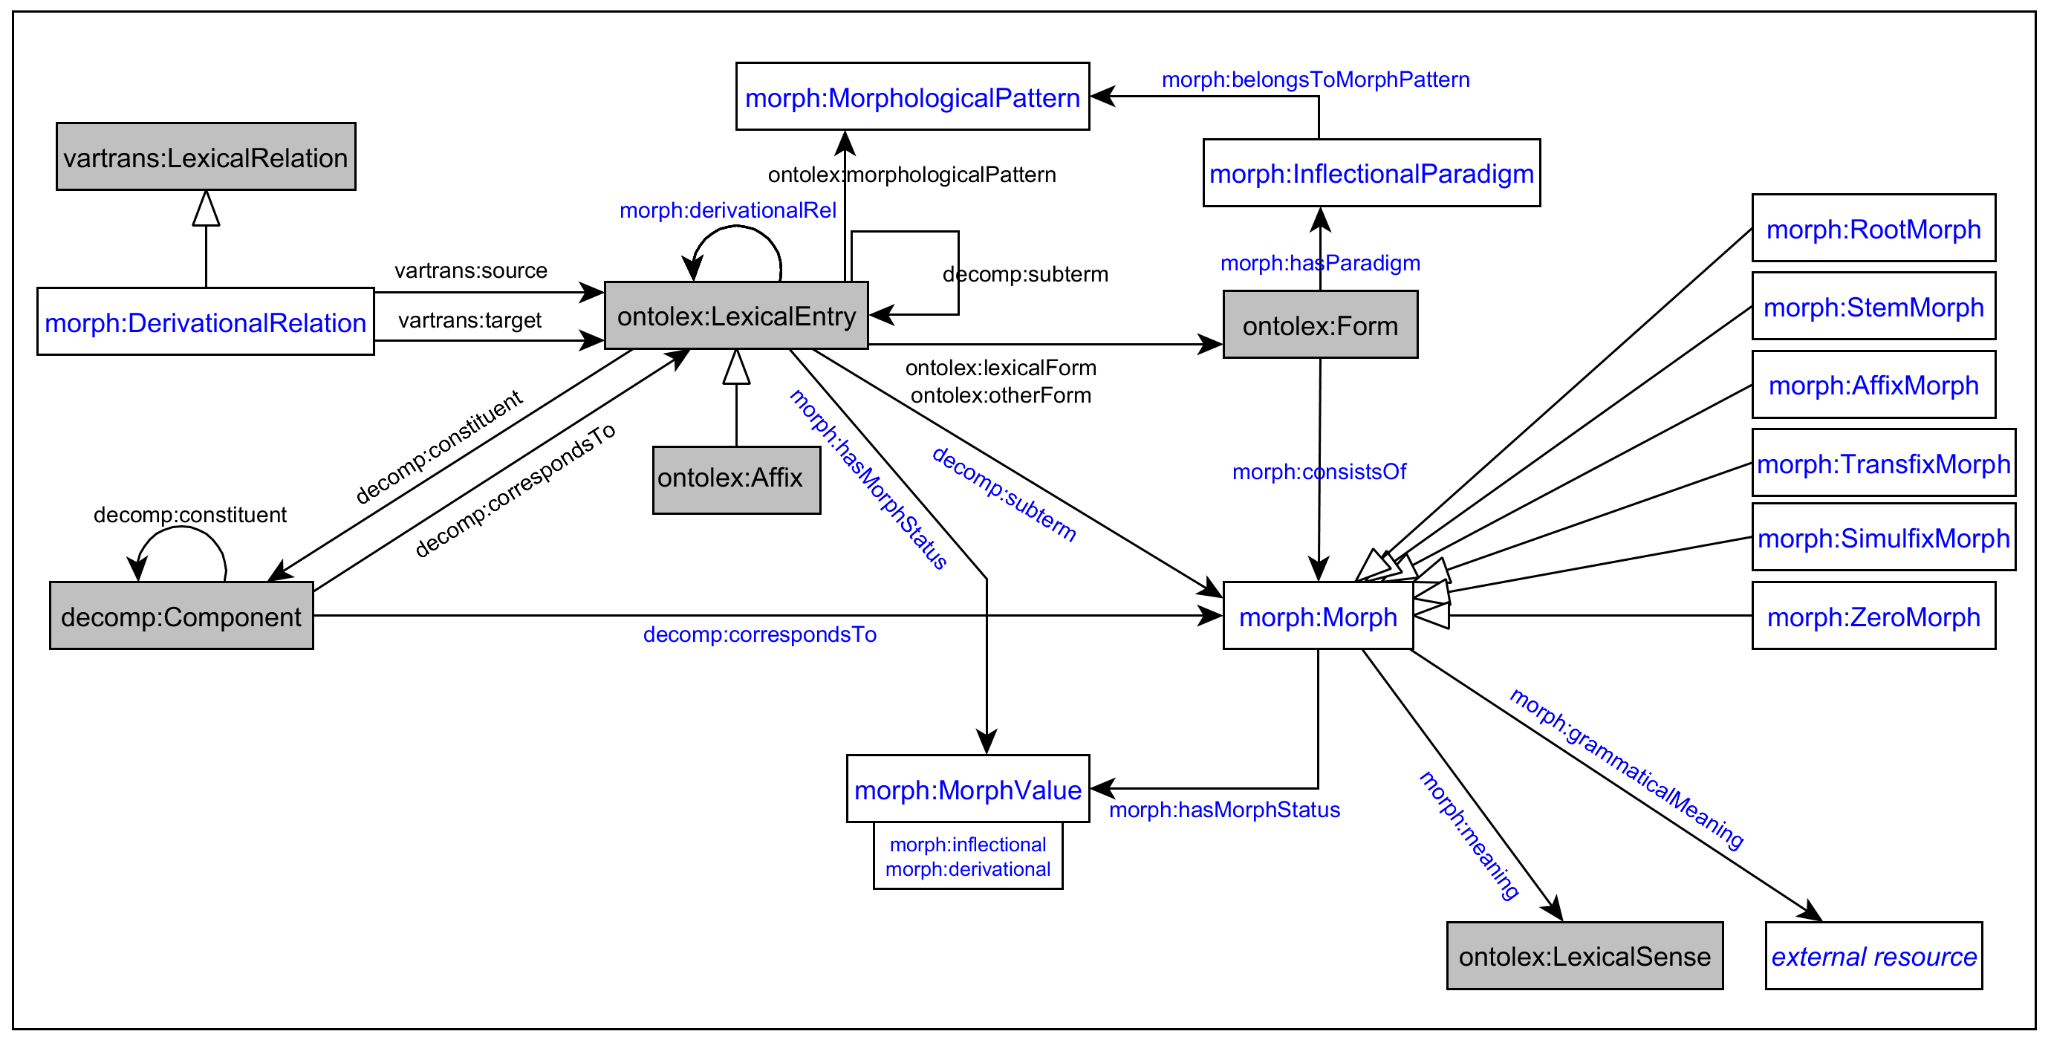 morph:belongsToMorphPattern
morph:MorphologicalPattern
vartrans:LexicalRelation
ontolex:morphologicalPattern
morph:InflectionalParadigm
morph:derivationalRel
morph:RootMorph
vartrans:source
decomp:subterm
morph:hasParadigm
morph:StemMorph
morph:DerivationalRelation
vartrans:target
ontolex:LexicalEntry
ontolex:Form
ontolex:lexicalForm
ontolex:otherForm
morph:AffixMorph
decomp:constituent
decomp:correspondsTo
ontolex:Affix
morph:hasMorphStatus
decomp:subterm
morph:consistsOf
morph:TransfixMorph
decomp:constituent
morph:SimulfixMorph
decomp:Component
decomp:correspondsTo
morph:Morph
morph:ZeroMorph
morph:MorphValue
morph:hasMorphStatus
morph:inflectional
morph:derivational
morph:meaning
morph:grammaticalMeaning
ontolex:LexicalSense
external resource